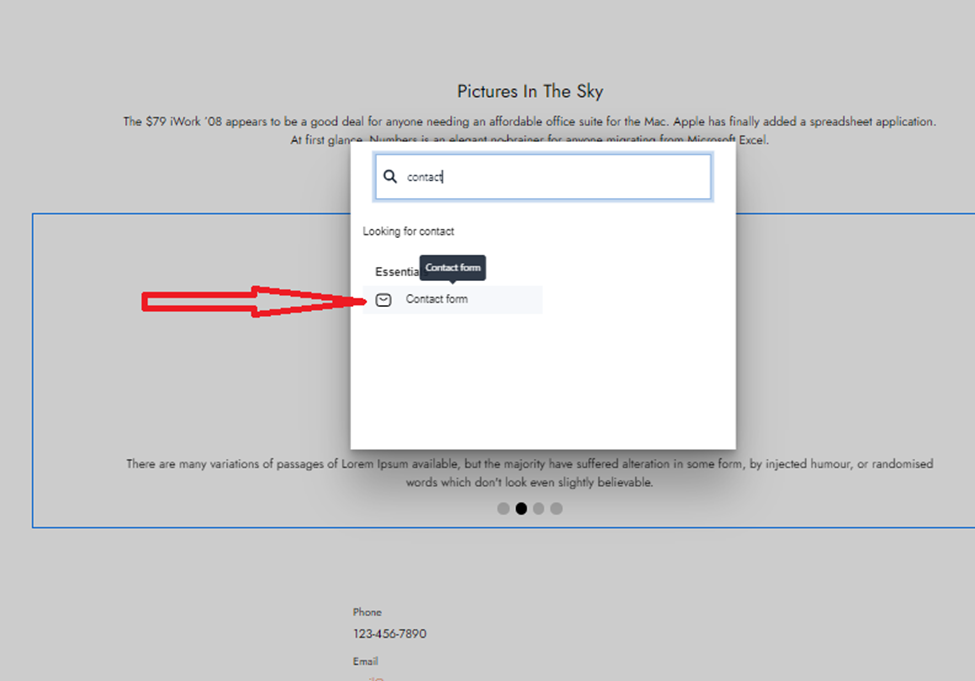 Pictures In The Sky
The $79 iWork '08 appears to be a good deal for anyone needing an affordable office suite for the Mac. Apple has finally added a spreadsheet application.
At first glance, Numbers is an elegant no-brainer for anyone migrating from Microsoft Excel.
contact
Looking for contact
Contact form
Essentia
Contact form
There are many variations of passages of Lorem Ipsum available, but the majority have suffered alteration in some form, by injected humour, or randomised
words which don't look even slightly believable.
Phone
123-456-7890
Email